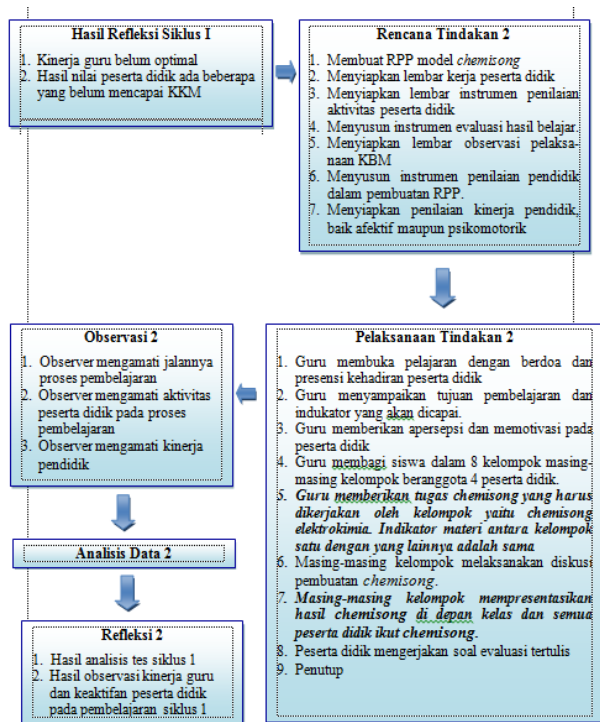 Hasil Refleksi Siklus I
1. Kinerja guru belum optimal
2. Hasil nilai peserta didik ada beberapa
yang belum mencapai KKM
Rencana Tindakan 2
1. Membuat RPP model chemisong
2. Menyiapkan lembar kerja peserta didik
3. Menyiapkan lembar instrumen penilaian
aktivitas peserta didik
4. Menyusun instrumen evaluasi hasil belajar.
5. Menyiapkan lembar observasi pelaksa-
naan KBM
6. Menyusun instrumen penilaian pendidik
dalam pembuatan RPP.
7. Menyiapkan penilaian kinerja pendidik,
baik afektif maupun psikomotorik
Pelaksanaan Tindakan 2
1. Guru membuka pelajaran dengan berdoa dan
presensi kehadiran peserta didik
2. Guru menyampaikan tujuan pembelajaran dan
indukator yang akan dicapai.
3. Guru memberikan apersepsi dan memotivasi pada
peserta didik
4. Guru membagi siswa dalam 8 kelompok masing-
masing kelompok beranggota 4 peserta didik.
5. Guru memberikan tugas chemisong yang harus
dikerjakan oleh kelompok yaitu chemisong
elektrokimia. Indikator materi antara kelompok
satu dengan yang lainnya adalah sama
6. Masing-masing kelompok melaksanakan diskusi
pembuatan chemisong.
7. Masing-masing kelompok mempresentasikan
hasil chemisong di depan kelas dan semua
peserta didik ikut chemisong.
8. Peserta didik mengerjakan soal evaluasi tertulis
9. Penutup
Observasi 2
1. Observer mengamati jalannya
proses pembelajaran
2. Observer mengamati aktivitas
peserta didik pada proses
pembelajaran
3. Observer mengamati kinerja
pendidik
Analisis Data 2
Refleksi 2
1. Hasil analisis tes siklus 1
2. Hasil observasi kinerja guru
dan keaktifan peserta didik
pada pembelajaran siklus 1